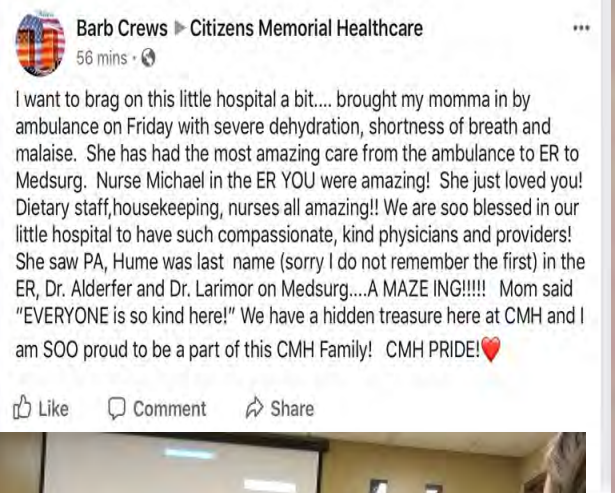 Barb Crews ▶ Citizens Memorial Healthcare
56 mins ·
I want to brag on this little hospital a bit.... brought my momma in by
ambulance on Friday with severe dehydration, shortness of breath and
malaise.  She has had the most amazing care from the ambulance to ER to
Medsurg.  Nurse Michael in the ER YOU were amazing!  She just loved you!
Dietary staff,housekeeping, nurses all amazing!! We are soo blessed in our
little hospital to have such compassionate, kind physicians and providers!
She saw PA, Hume was last  name (sorry I do not remember the first) in the
ER, Dr. Alderfer and Dr. Larimor on Medsurg....A MAZE ING!!!!!   Mom said
"EVERYONE is so kind here!" We have a hidden treasure here at CMH and I
am SOO proud to be a part of this CMH Family!   CMH PRIDE!❤️
Like Comment Share